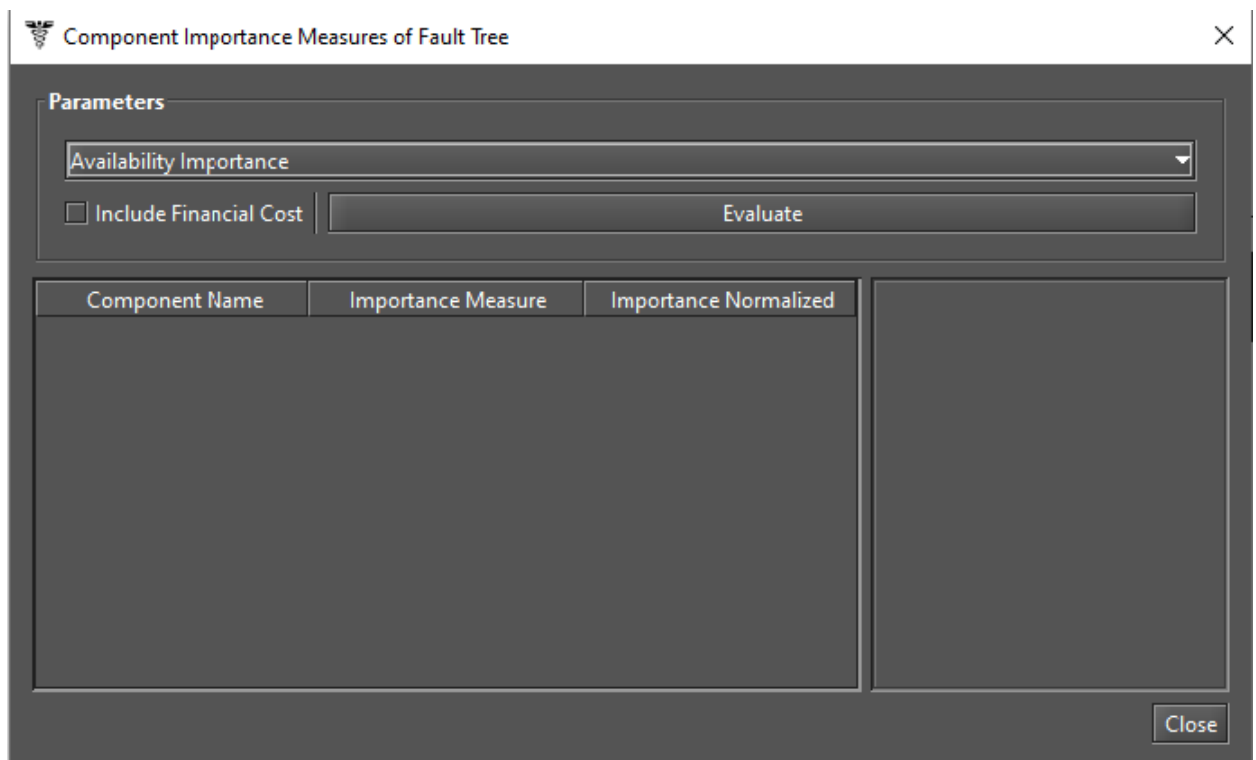 Component Importance Measures of Fault Tree
Parameters
Availability Importance
Include Financial Cost Evaluate
Component Name Importance Measure Importance Normalized
Close